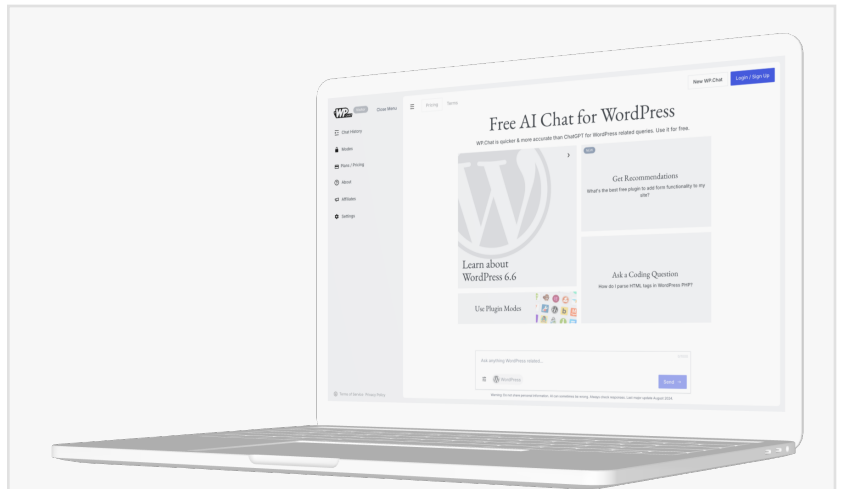 New WP.Chat
Login / Sign Up
WP
Close Menu
Pricing
Chat History
Modes
Plans / Pricing
About
Affiliates
Settings
Free AI Chat for WordPress
WP.Chat is quicker & more accurate than ChatGPT for WordPress related queries. Use it for free.
Learn about
WordPress 6.6
Get Recommendations
What's the best free plugin to add form functionality to my
site?
Use Plugin Modes
Ask a Coding Question
How do I parse HTML tags in WordPress PHP?
Ask anything WordPress related...
WordPress
Send
Terms of Service
Privacy Policy